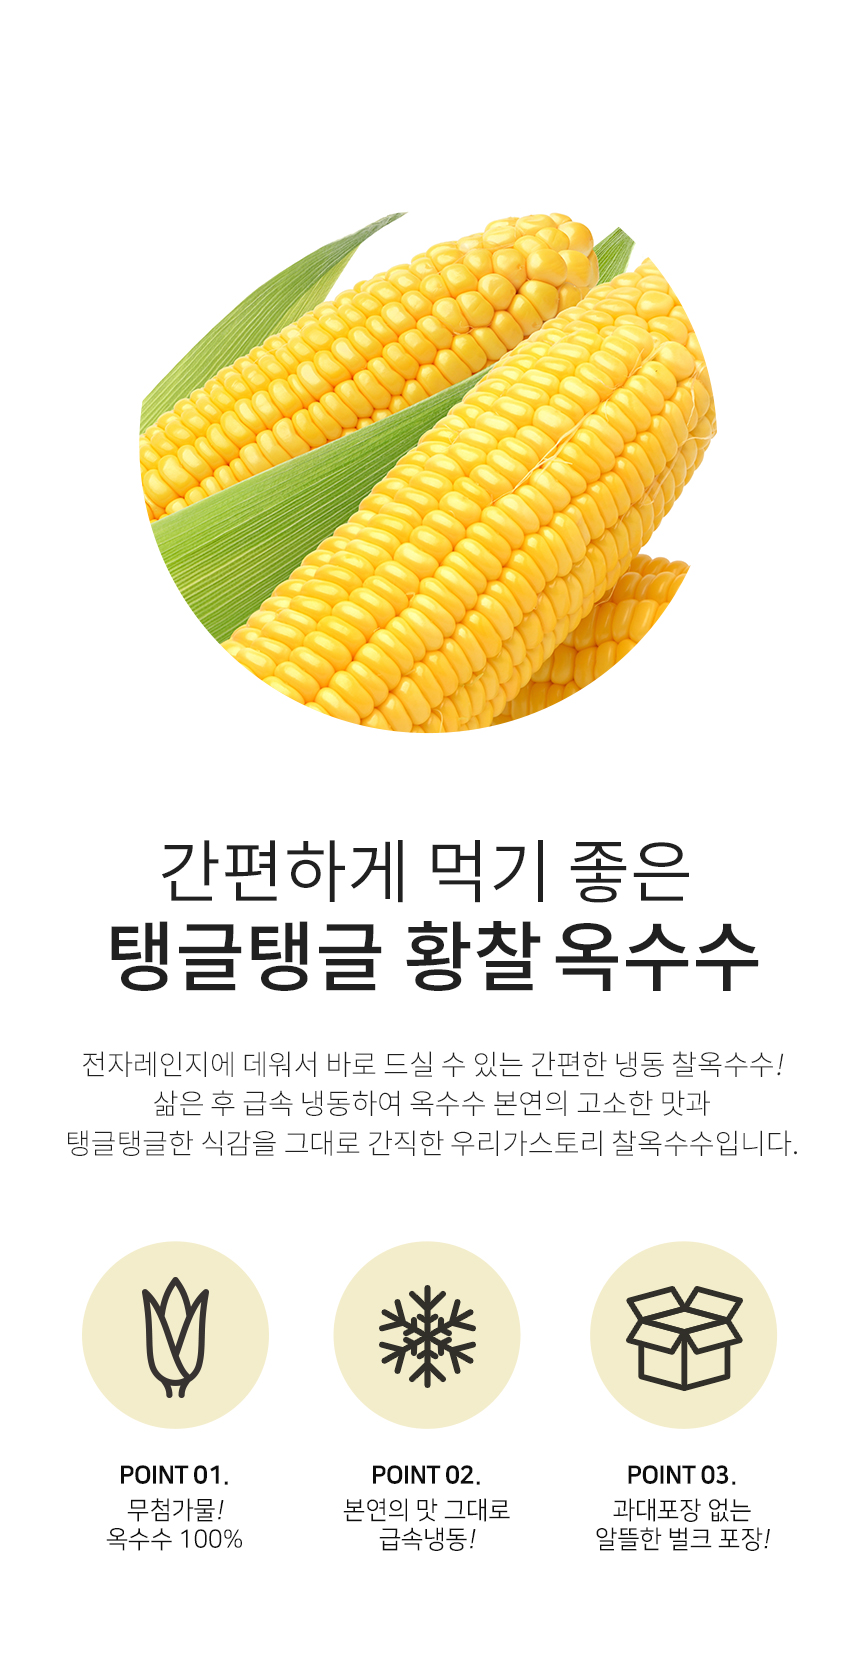 간편하게 먹기 좋은
탱글탱글 황찰 옥수수
전자레인지에 데워서 바로 드실 수 있는 간편한 냉동 찰옥수수!
삶은 후 급속 냉동하여 옥수수 본연의 고소한 맛과
탱글탱글한 식감을 그대로 간직한 우리가스토리 찰옥수수입니다.
POINT 01.
무첨가물!
옥수수 100%
POINT 02.
본연의 맛 그대로
급속냉동!
POINT 03.
과대포장 없는
알뜰한 벌크 포장!